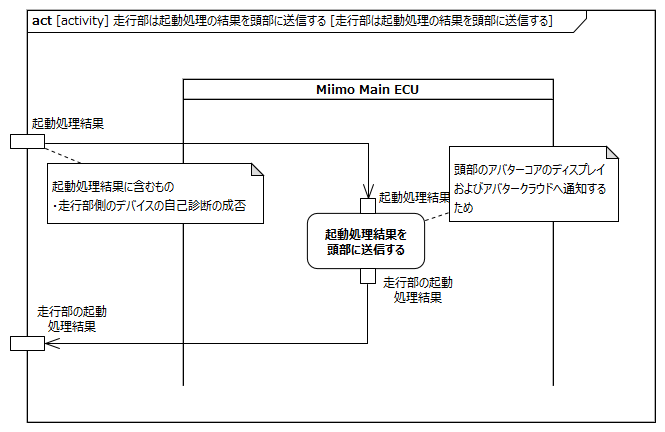 act [activity] 走行部は起動処理の結果を頭部に送信する [走行部は起動処理の結果を頭部に送信する]
Miimo Main ECU
起動処理結果
起動処理結果に含むもの
・走行部側のデバイスの自己診断の成否
頭部のアバターコアのディスプレイ
およびアバタークラウドへ通知する
ため
起動処理結果
起動処理結果を
頭部に送信する
走行部の起動
処理結果
走行部の起動
処理結果